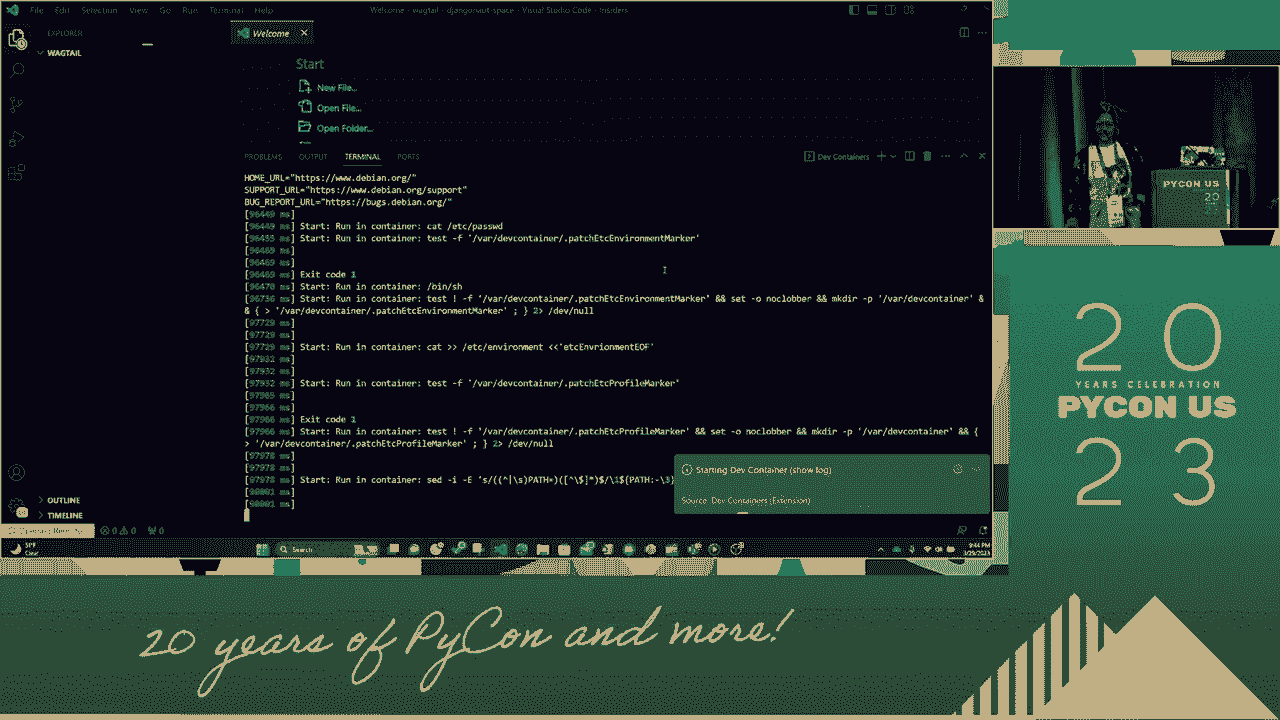 File Edit Selection View Go Run Terminal Help
Welcome - wagtail - djangonaut-space - Visual Studio Code - Insiders
EXPLORER
WAGTAIL
Welcome
Start
New File...
Open File...
Open Folder...
PROBLEMS OUTPUT TERMINAL PORTS
Dev Containers
HOME_URL="https://www.debian.org/"
SUPPORT_URL="https://www.debian.org/support"
BUG_REPORT_URL="https://bugs.debian.org/"
[96449 ms]
[96449 ms] Start: Run in container: cat /etc/passwd
[96455 ms] Start: Run in container: test -f '/var/devcontainer/.patchEtcEnvironmentMarker'
[96469 ms]
[96469 ms]
[96469 ms] Exit code 1
[96470 ms] Start: Run in container: /bin/sh
[96736 ms] Start: Run in container: test ! -f '/var/devcontainer/.patchEtcEnvironmentMarker' && set -o noclobber && mkdir -p '/var/devcontainer' &
& { > '/var/devcontainer/.patchEtcEnvironmentMarker' ; } 2> /dev/null
[97729 ms]
[97729 ms]
[97729 ms] Start: Run in container: cat >> /etc/environment <<'etcEnvrionmentEOF'
[97932 ms]
[97932 ms]
[97932 ms] Start: Run in container: test -f '/var/devcontainer/.patchEtcProfileMarker'
[97965 ms]
[97966 ms]
[97966 ms] Exit code 1
[97966 ms] Start: Run in container: test ! -f '/var/devcontainer/.patchEtcProfileMarker' && set -o noclobber && mkdir -p '/var/devcontainer' && {
> '/var/devcontainer/.patchEtcProfileMarker' ; } 2> /dev/null
[97978 ms]
[97978 ms]
[97978 ms] Start: Run in container: sed -i -E 's/((^|\s)PATH=)([^\$]*)$/\1${PATH:-\3}
[98001 ms]
[98001 ms]
Starting Dev Container (show log)
Source: Dev Containers (Extension)
OUTLINE
TIMELINE
0 0 0
Clear
Search
9:44 PM
PYCON US
20
20
YEARS CELEBRATION
PYCON US
23
20 years of PyCon and more!